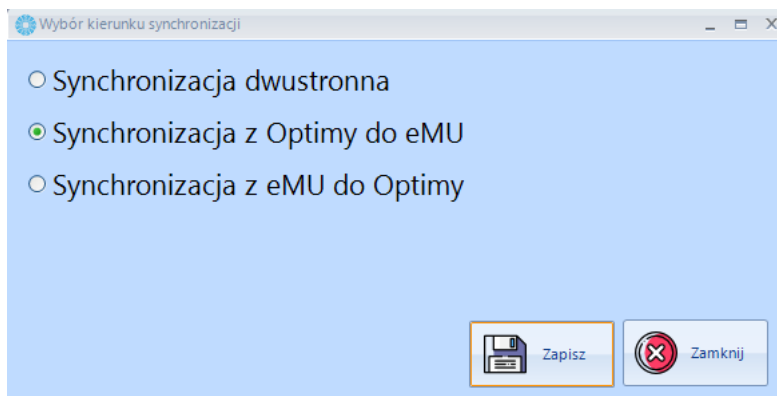 Wybór kierunku synchronizacji
Synchronizacja dwustronna
Synchronizacja z Optimy do eMU
Synchronizacja z eMU do Optimy
Zapisz
Zamknij